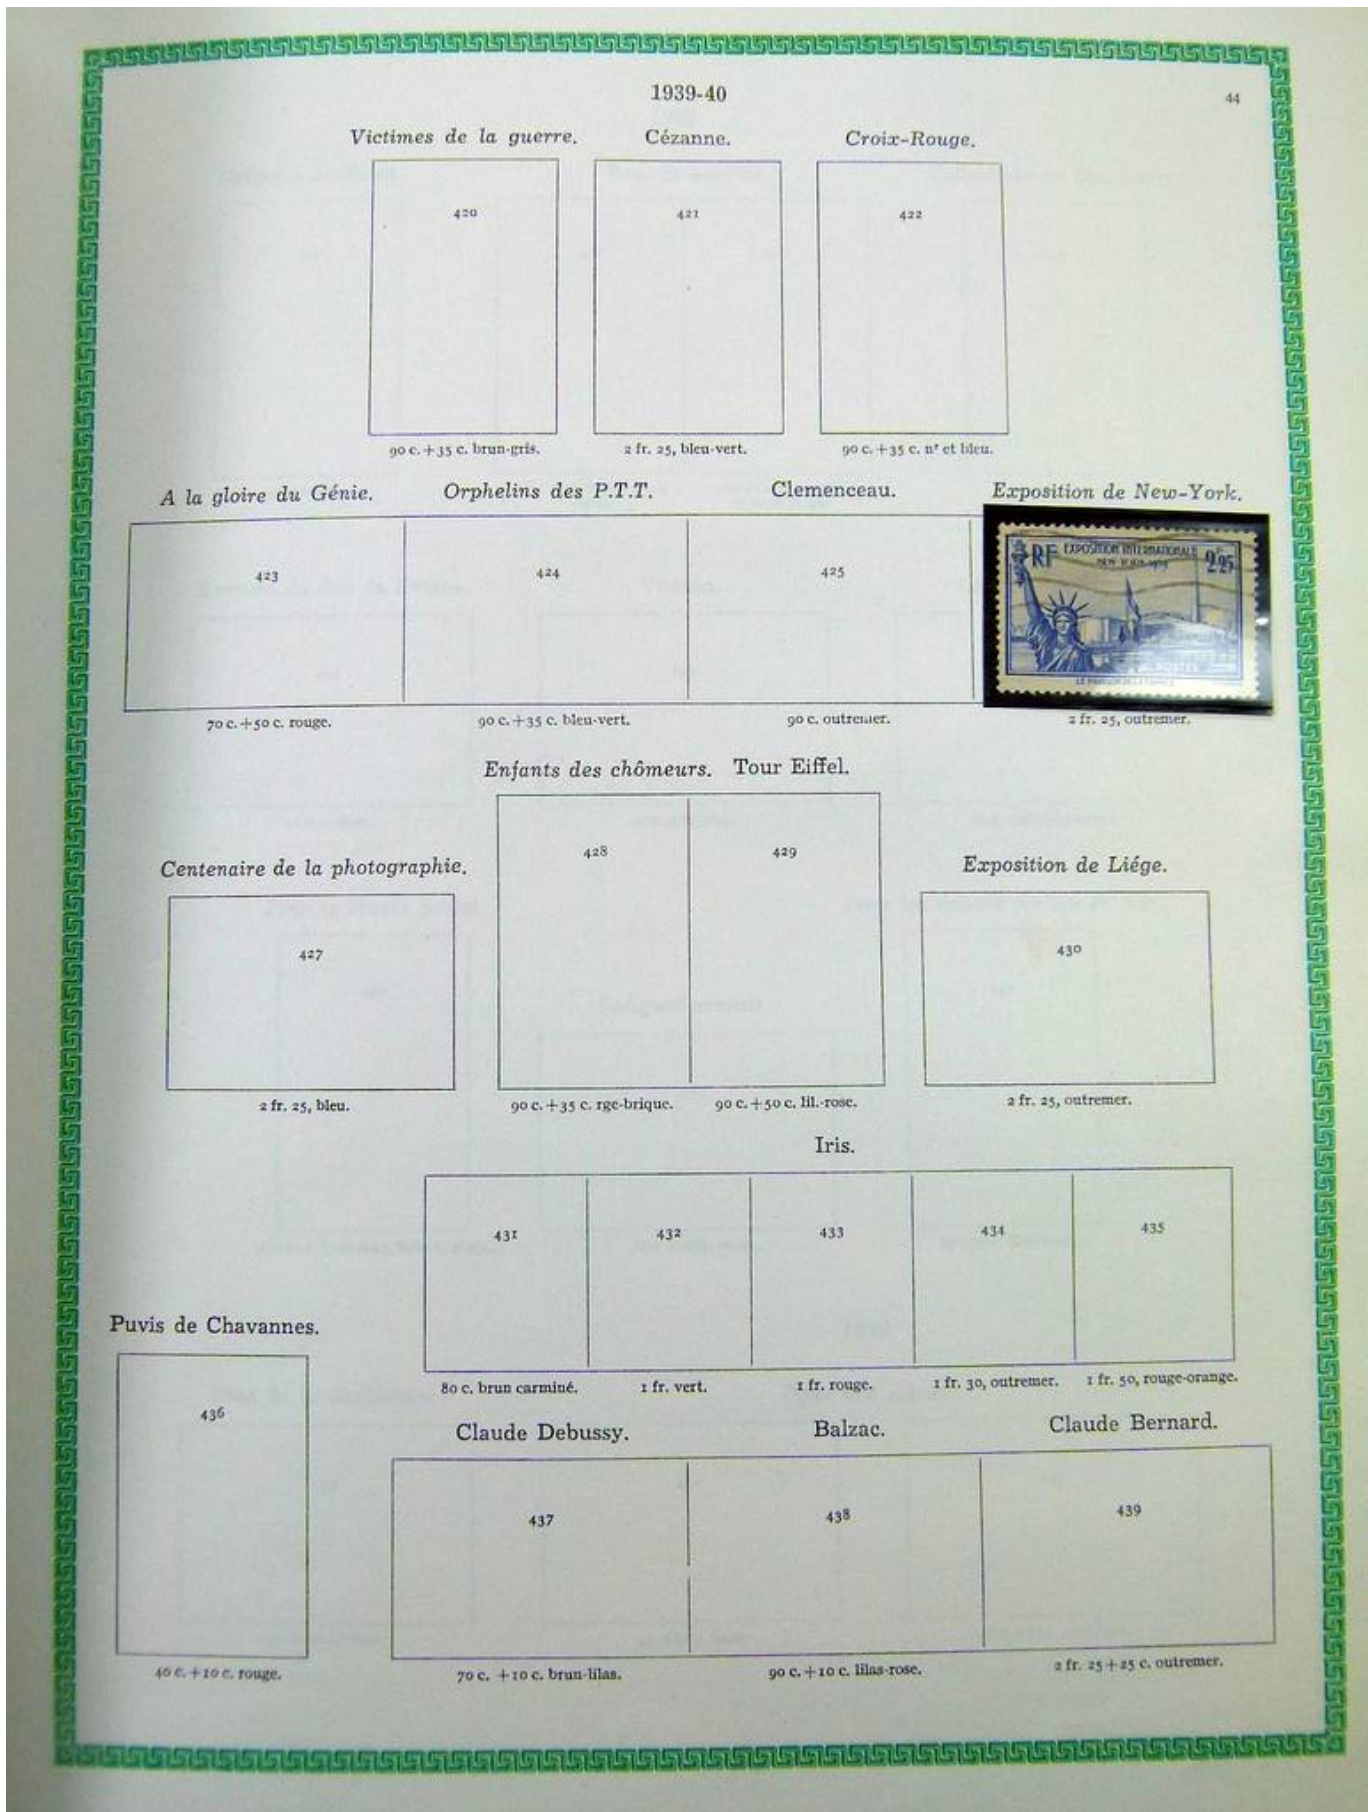 1939-40
44
Victimes de la guerre.
Cézanne.
Croix-Rouge.
420
421
422
90 c. +35 c. brun-gris.
2 fr. 25, bleu-vert.
90 c. +35 c. nr et bleu.
A la gloire du Génie.
Orphelins des P.T.T.
Clemenceau.
Exposition de New-York.
423
424
425
RF EXPOSITION INTERNATIONALE 2F25
NEW YORK-1939
POSTES
70 c. +50 c. rouge.
90 c. +35 c. bleu-vert.
90 c. outremer.
2 fr. 25, outremer.
Enfants des chômeurs.
Tour Eiffel.
428
429
Centenaire de la photographie.
Exposition de Liége.
427
430
2 fr. 25, bleu.
90 c. +35 c. rge-brique.
90 c. +50 c. lil.-rose.
2 fr. 25, outremer.
Iris.
431
432
433
434
435
80 c. brun carminé.
1 fr. vert.
1 fr. rouge.
1 fr. 30, outremer.
1 fr. 50, rouge-orange.
Puvis de Chavannes.
436
40 c. +10 c. rouge.
Claude Debussy.
Balzac.
Claude Bernard.
437
438
439
70 c. +10 c. brun-lilas.
90 c. +10 c. lilas-rose.
2 fr. 25 +25 c. outremer.